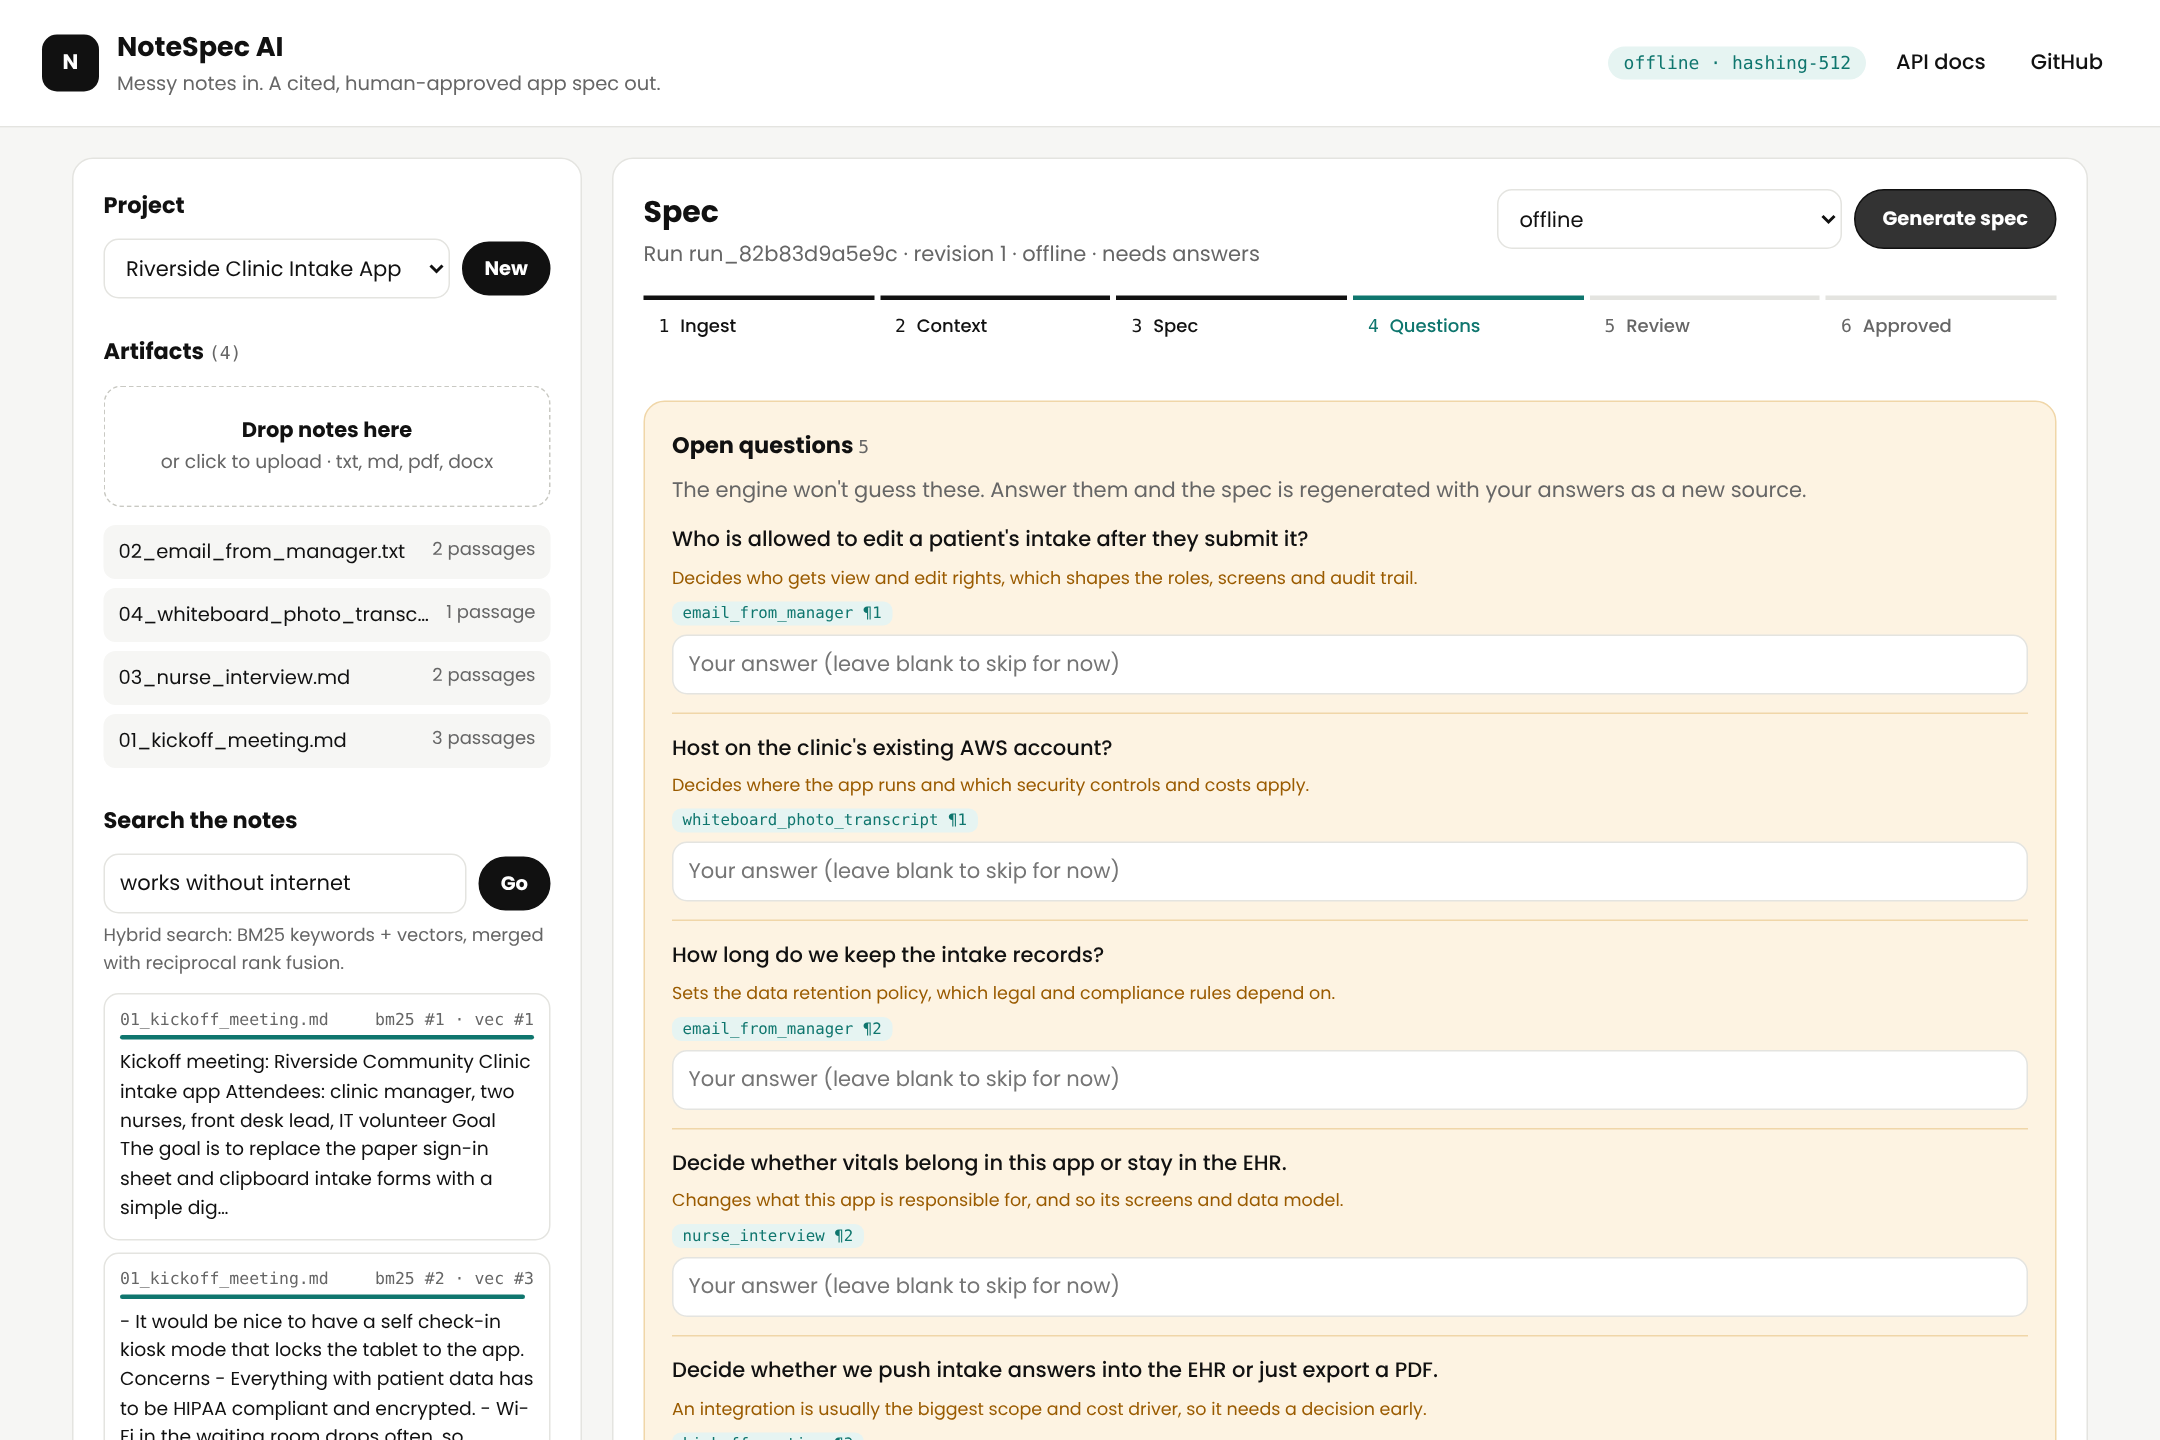 N
NoteSpec AI
Messy notes in. A cited, human-approved app spec out.
offline · hashing-512
API docs
GitHub
Project
Riverside Clinic Intake App
New
Artifacts (4)
Drop notes here
or click to upload · txt, md, pdf, docx
02_email_from_manager.txt 2 passages
04_whiteboard_photo_transc... 1 passage
03_nurse_interview.md 2 passages
01_kickoff_meeting.md 3 passages
Search the notes
works without internet
Go
Hybrid search: BM25 keywords + vectors, merged
with reciprocal rank fusion.
01_kickoff_meeting.md bm25 #1 · vec #1
Kickoff meeting: Riverside Community Clinic
intake app Attendees: clinic manager, two
nurses, front desk lead, IT volunteer Goal
The goal is to replace the paper sign-in
sheet and clipboard intake forms with a
simple dig...
01_kickoff_meeting.md bm25 #2 · vec #3
- It would be nice to have a self check-in
kiosk mode that locks the tablet to the app.
Concerns - Everything with patient data has
to be HIPAA compliant and encrypted. - Wi-
Fi in the waiting room drops often, so
Spec
Run run_82b83d9a5e9c · revision 1 · offline · needs answers
offline
Generate spec
1 Ingest
2 Context
3 Spec
4 Questions
5 Review
6 Approved
Open questions 5
The engine won't guess these. Answer them and the spec is regenerated with your answers as a new source.
Who is allowed to edit a patient's intake after they submit it?
Decides who gets view and edit rights, which shapes the roles, screens and audit trail.
email_from_manager ¶1
Your answer (leave blank to skip for now)
Host on the clinic's existing AWS account?
Decides where the app runs and which security controls and costs apply.
whiteboard_photo_transcript ¶1
Your answer (leave blank to skip for now)
How long do we keep the intake records?
Sets the data retention policy, which legal and compliance rules depend on.
email_from_manager ¶2
Your answer (leave blank to skip for now)
Decide whether vitals belong in this app or stay in the EHR.
Changes what this app is responsible for, and so its screens and data model.
nurse_interview ¶2
Your answer (leave blank to skip for now)
Decide whether we push intake answers into the EHR or just export a PDF.
An integration is usually the biggest scope and cost driver, so it needs a decision early.